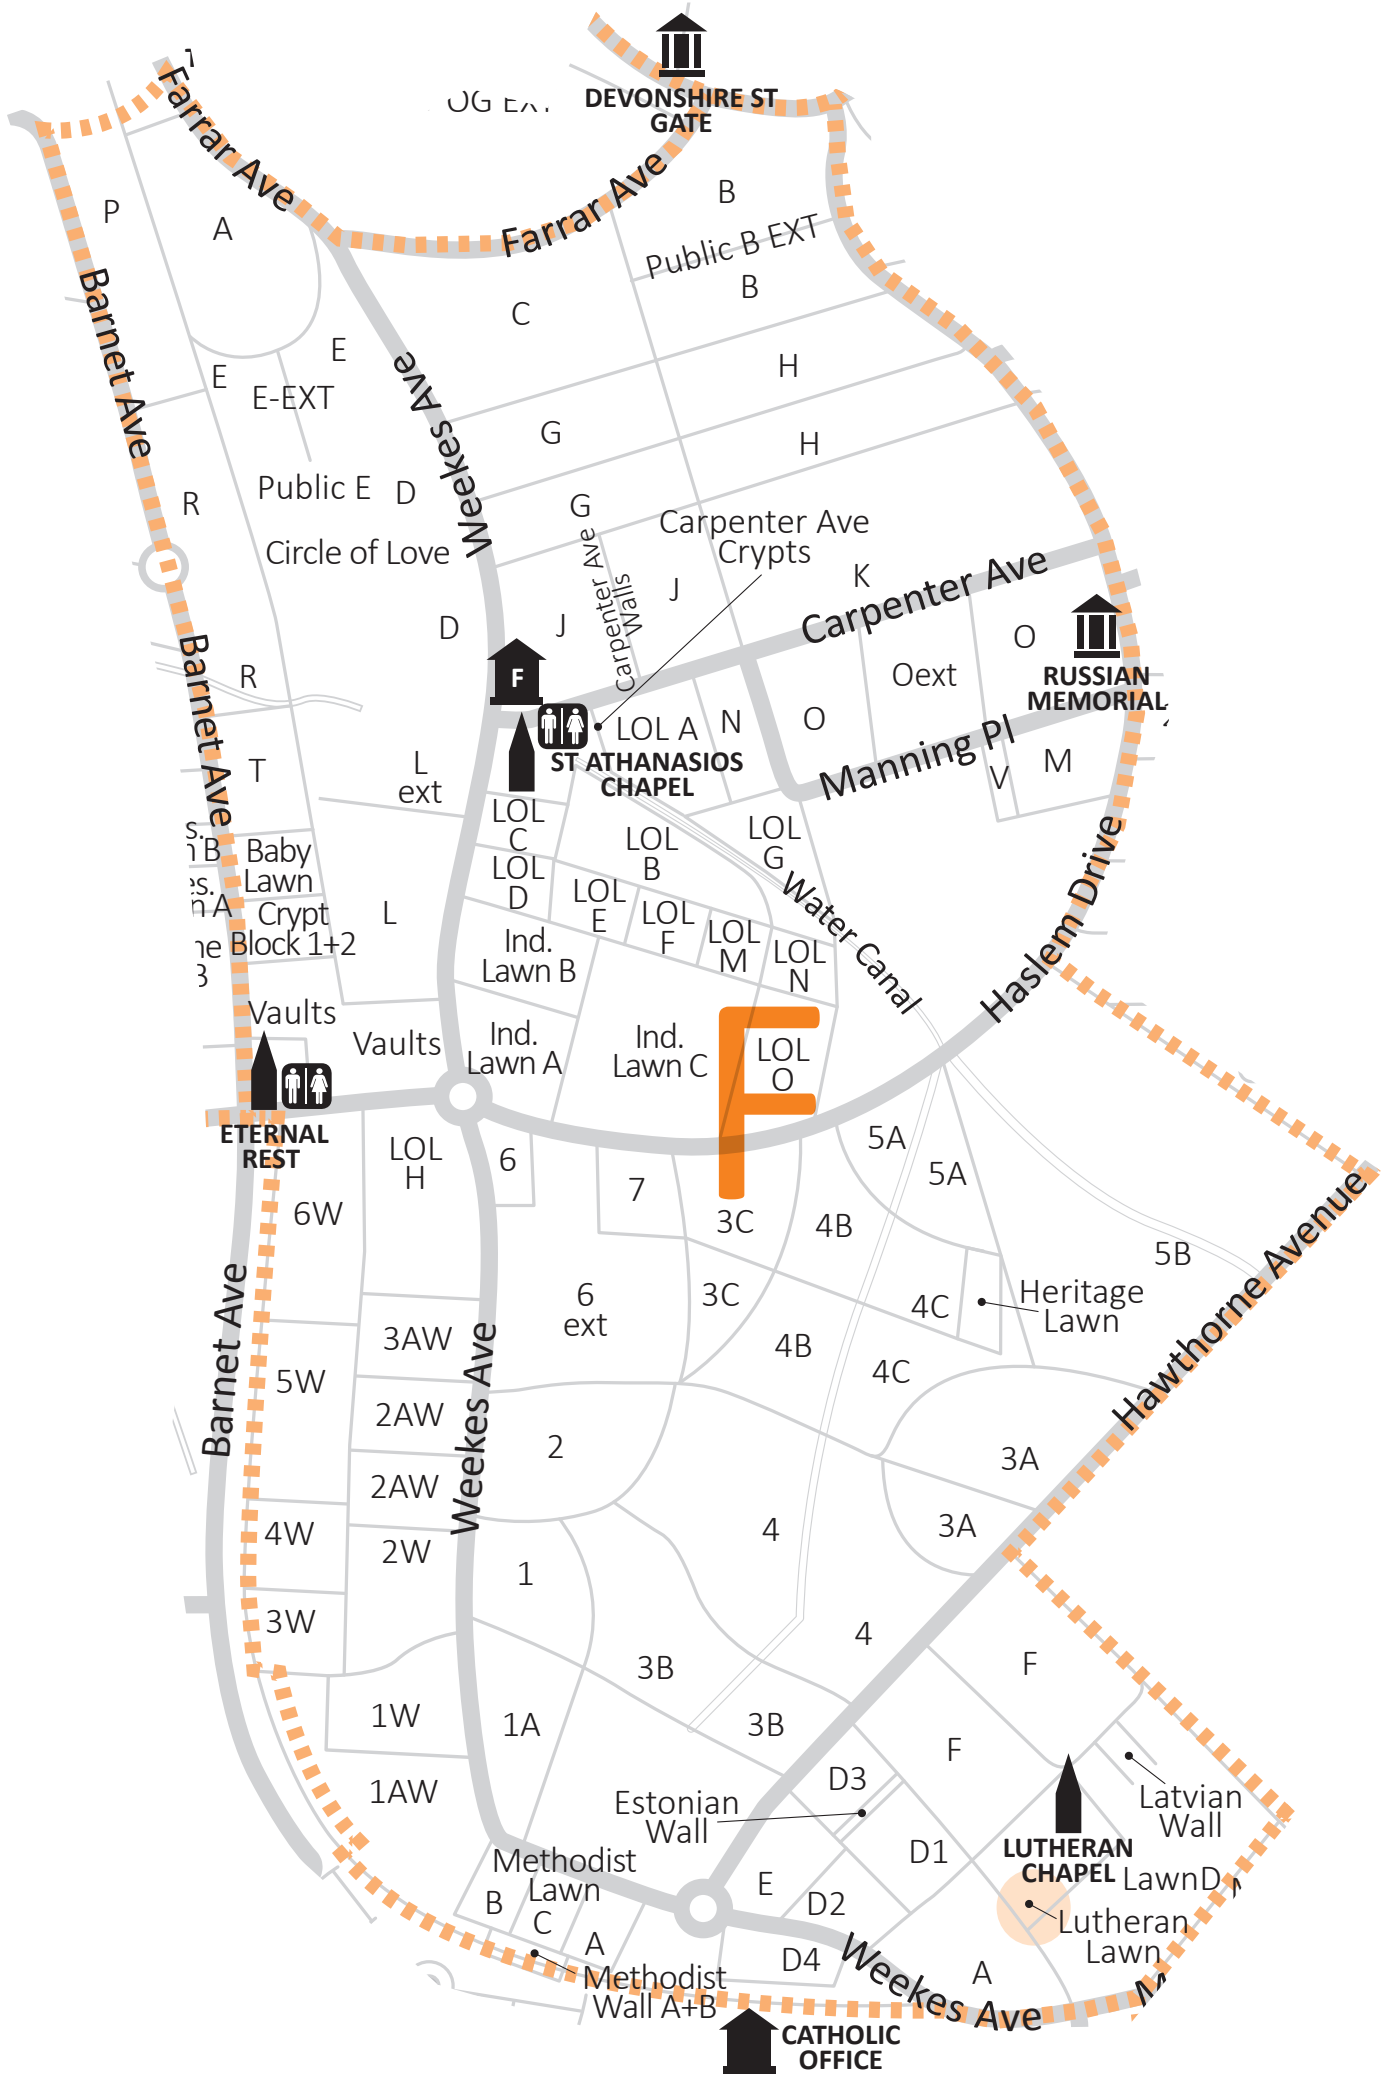 DEVONSHIRE ST
GATE
Farrar Ave
Farrar Ave
B
P
A
Public B EXT
B
C
Barnet Ave
E
E
E-EXT
Weekes Ave
H
G
H
Public E
D
R
G
Carpenter Ave
Crypts
Circle of Love
Carpenter Ave
Walls
K
Carpenter Ave
J
J
D
O
Oext
F
RUSSIAN
MEMORIAL
Barnet Ave
R
LOL A
N
O
Manning Pl
V
M
ST ATHANASIOS
CHAPEL
T
L
ext
LOL
C
LOL
B
LOL
G
Haslem Drive
Baby
Lawn
LOL
D
LOL
E
LOL
F
LOL
M
LOL
N
Water Canal
Crypt
Block 1+2
L
Ind.
Lawn B
Vaults
Vaults
Ind.
Lawn A
Ind.
Lawn C
LOL
O
F
ETERNAL
REST
LOL
H
6
7
5A
5A
6W
3C
4B
5B
Hawthorne Avenue
6
ext
3C
4C
Heritage
Lawn
Barnet Ave
3AW
Weekes Ave
4B
4C
5W
2AW
2
3A
2AW
4W
2W
4
3A
1
3W
4
3B
F
1W
1A
3B
F
1AW
D3
Estonian
Wall
Latvian
Wall
D1
LUTHERAN
CHAPEL
LawnD
Methodist
Lawn
B
C
A
E
D2
Lutheran
Lawn
D4
Weekes Ave
A
Methodist
Wall A+B
CATHOLIC
OFFICE